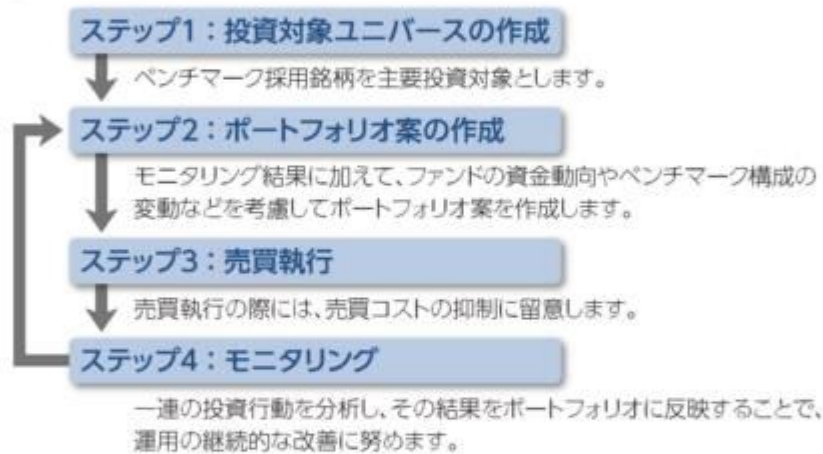 ステップ1：投資対象ユニバースの作成
ベンチマーク採用銘柄を主要投資対象とします。
ステップ2：ポートフォリオ案の作成
モニタリング結果に加えて、ファンドの資金動向やベンチマーク構成の
変動などを考慮してポートフォリオ案を作成します。
ステップ3：売買執行
売買執行の際には、売買コストの抑制に留意します。
ステップ4：モニタリング
一連の投資行動を分析し、その結果をポートフォリオに反映することで、
運用の継続的な改善に努めます。